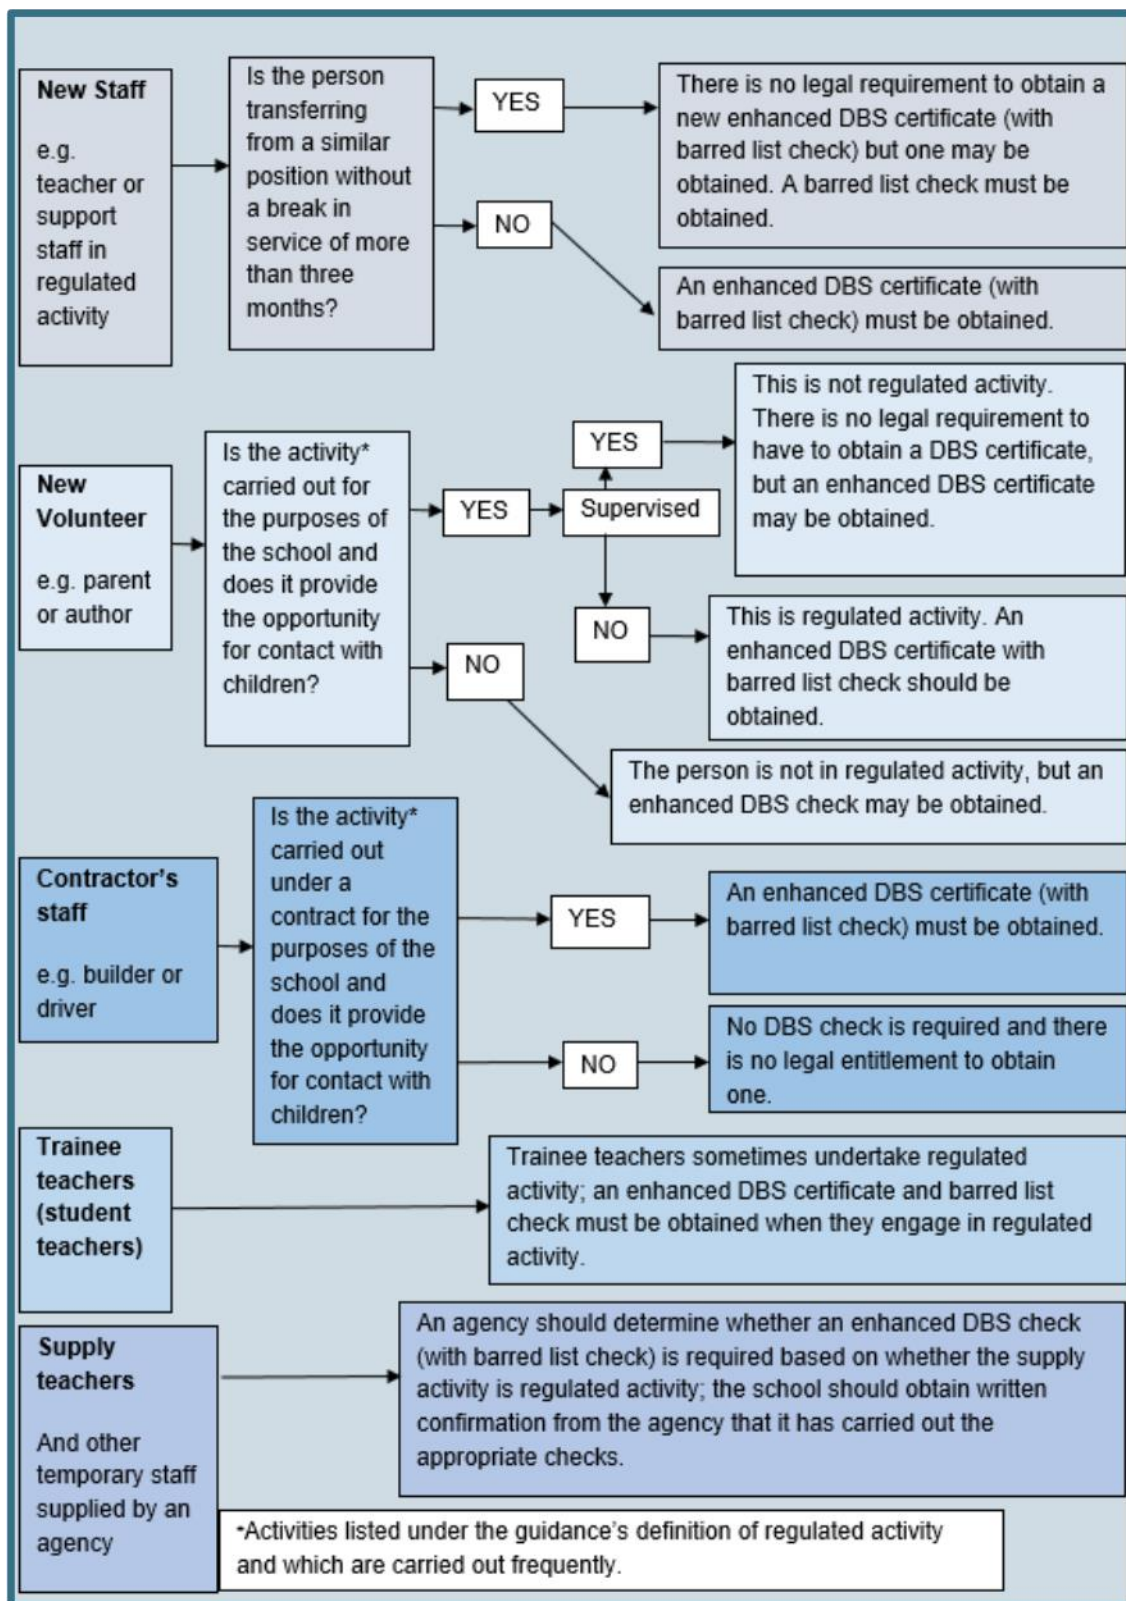 New Staff
e.g.
teacher or
support
staff in
regulated
activity
Is the person
transferring
from a similar
position without
a break in
service of more
than three
months?
YES
There is no legal requirement to obtain a
new enhanced DBS certificate (with
barred list check) but one may be
obtained. A barred list check must be
obtained.
NO
An enhanced DBS certificate (with
barred list check) must be obtained.
New
Volunteer
e.g. parent
or author
Is the activity*
carried out for
the purposes of
the school and
does it provide
the opportunity
for contact with
children?
YES
Supervised
YES
This is not regulated activity.
There is no legal requirement to
have to obtain a DBS certificate,
but an enhanced DBS certificate
may be obtained.
NO
This is regulated activity. An
enhanced DBS certificate with
barred list check should be
obtained.
NO
The person is not in regulated activity, but an
enhanced DBS check may be obtained.
Contractor's
staff
e.g. builder or
driver
Is the activity*
carried out
under a
contract for the
purposes of the
school and
does it provide
the opportunity
for contact with
children?
YES
An enhanced DBS certificate (with
barred list check) must be obtained.
NO
No DBS check is required and there
is no legal entitlement to obtain
one.
Trainee
teachers
(student
teachers)
Trainee teachers sometimes undertake regulated
activity; an enhanced DBS certificate and barred list
check must be obtained when they engage in regulated
activity.
Supply
teachers
And other
temporary staff
supplied by an
agency
An agency should determine whether an enhanced DBS check
(with barred list check) is required based on whether the supply
activity is regulated activity; the school should obtain written
confirmation from the agency that it has carried out the
appropriate checks.
*Activities listed under the guidance's definition of regulated activity
and which are carried out frequently.